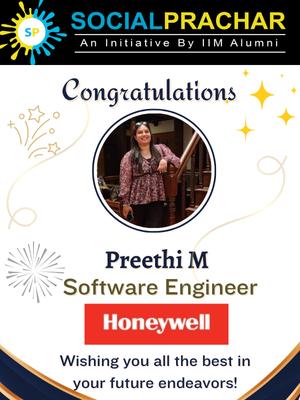 SP
SOCIALPRACHAR
An Initiative By IIM Alumni
Congratulations
Preethi M
Software Engineer
Honeywell
Wishing you all the best in
your future endeavors!